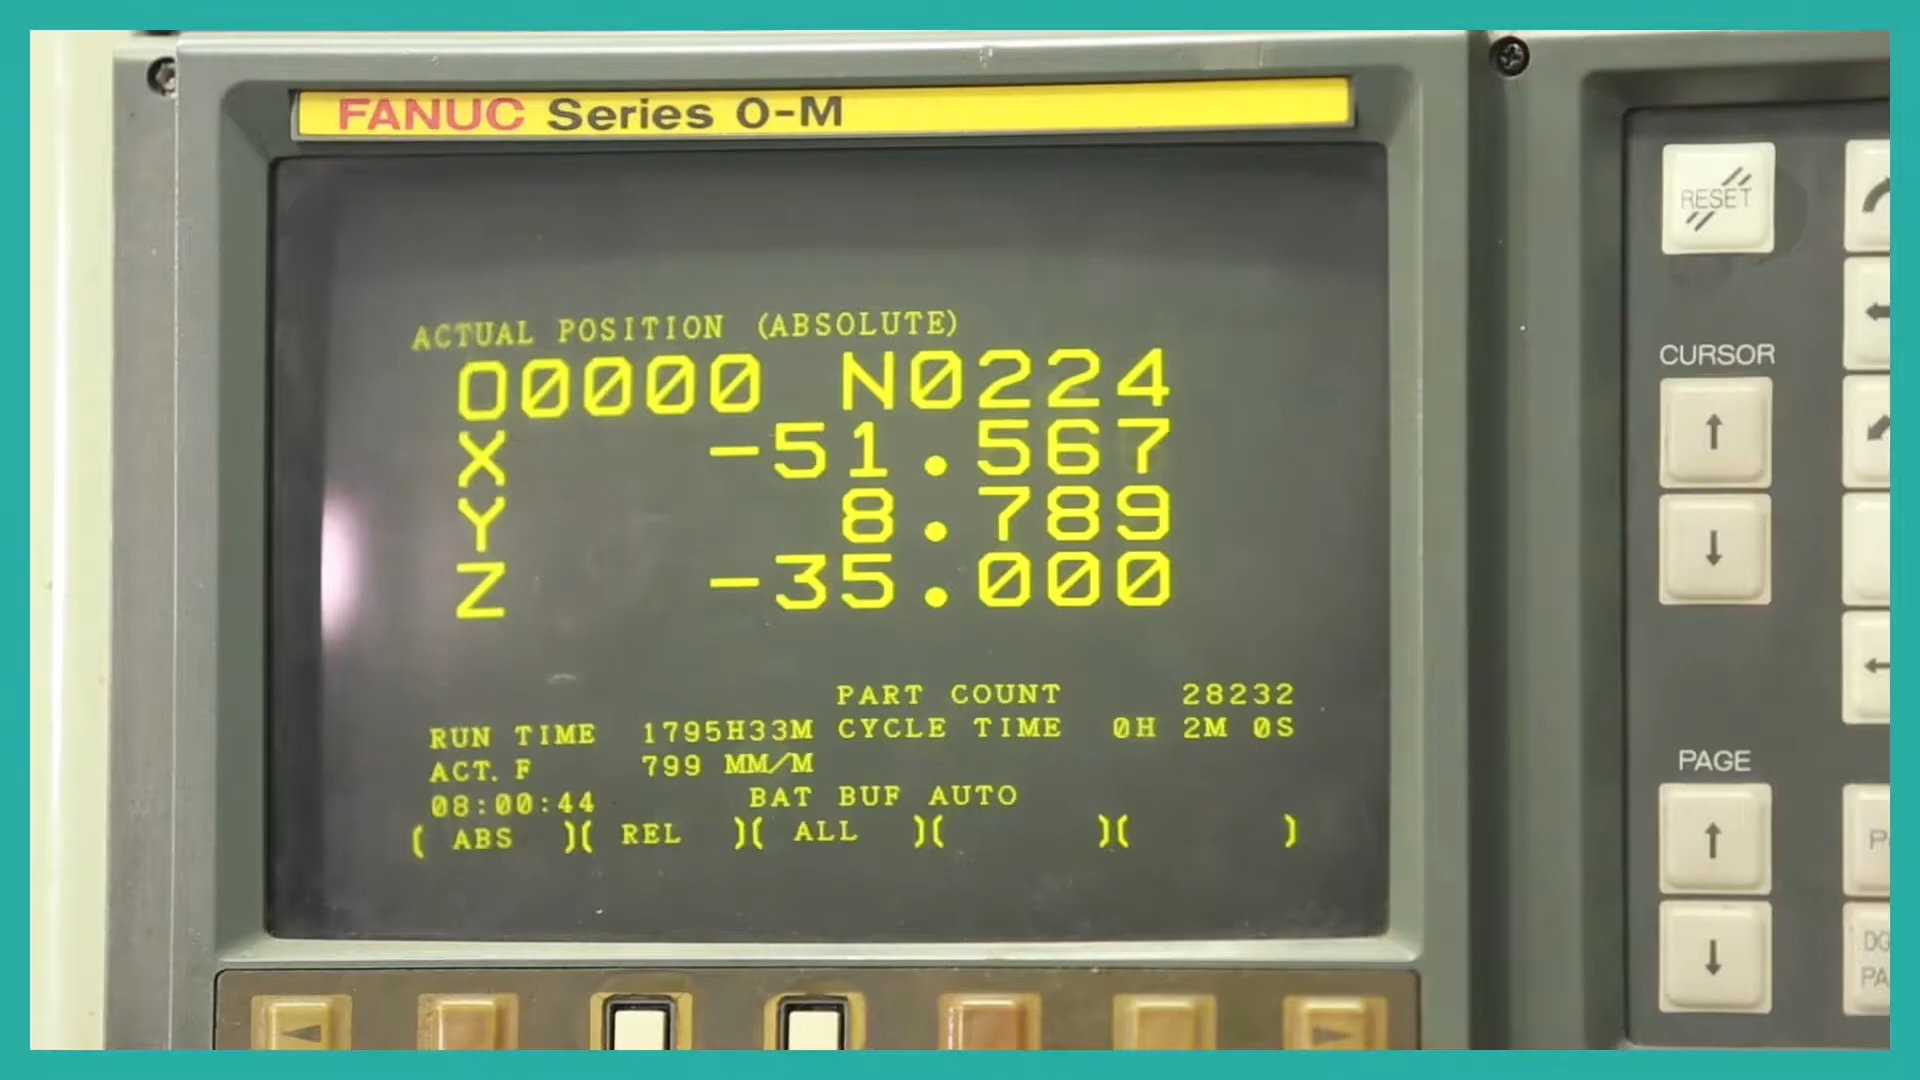 FANUC Series O-M
ACTUAL POSITION (ABSOLUTE)
O0000 N0224
X -51.567
Y 8.789
Z -35.000
PART COUNT 28232
RUN TIME 1795H33M CYCLE TIME 0H 2M 0S
ACT. F 799 MM/M
08:00:44 BAT BUF AUTO
( ABS )( REL )( ALL )( )( )
RESET
CURSOR
PAGE